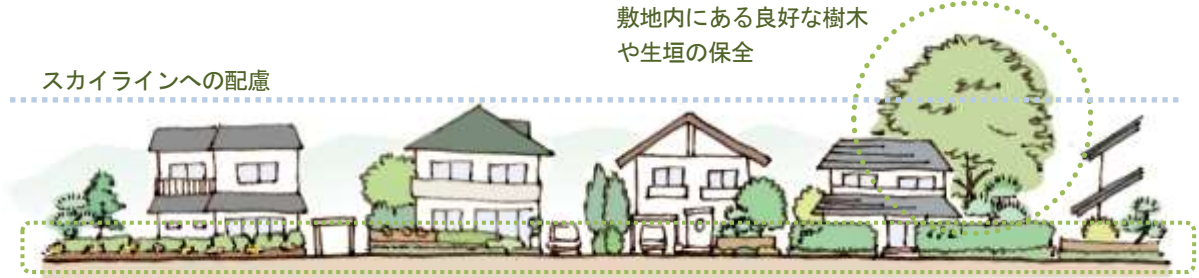 敷地内にある良好な樹木
や生垣の保全
スカイラインへの配慮